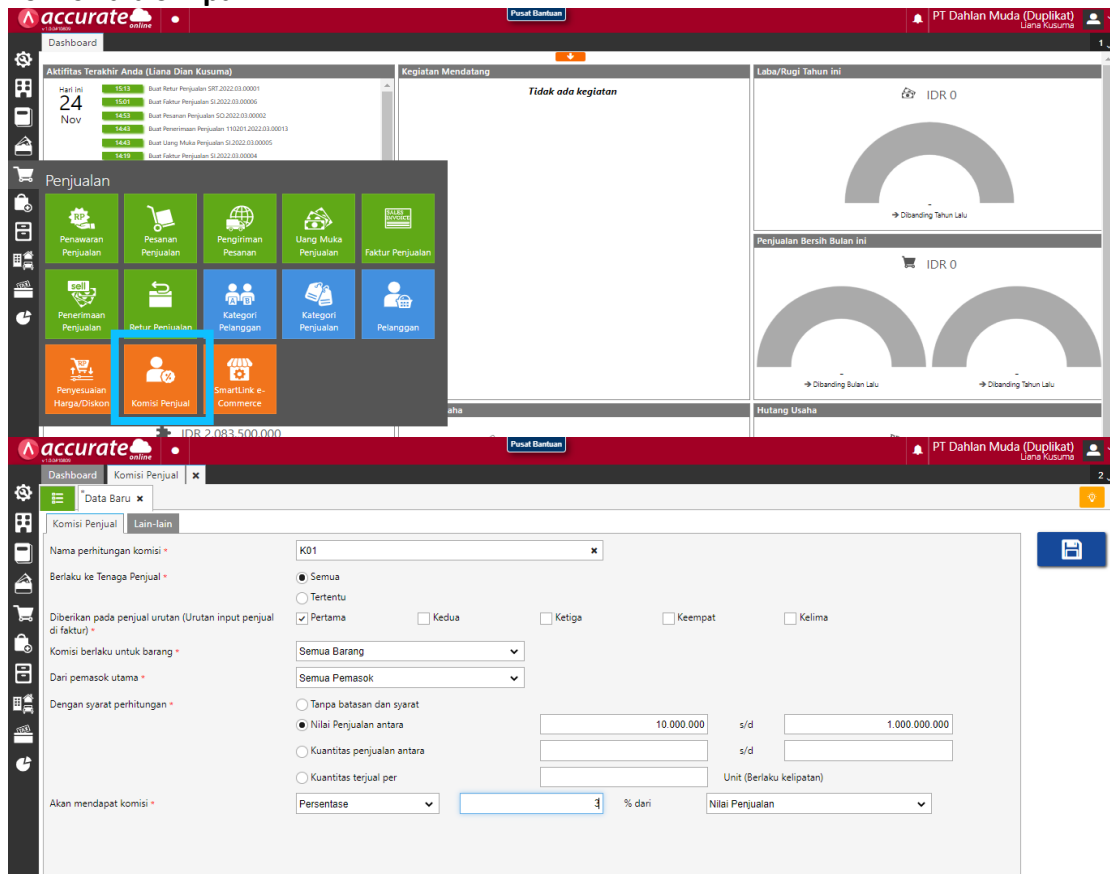 accurate online
Pusat Bantuan
PT Dahlan Muda (Duplikat)
Liana Kusuma
Dashboard
1
Aktifitas Terakhir Anda (Liana Dian Kusuma)
Kegiatan Mendatang
Laba/Rugi Tahun ini
Hari ini
24
Nov
15:13 Buat Retur Penjualan SRT.2022.03.00001
15:01 Buat Faktur Penjualan SI.2022.03.00006
14:53 Buat Pesanan Penjualan SO.2022.03.00002
14:43 Buat Penerimaan Penjualan 110201.2022.03.00013
14:43 Buat Uang Muka Penjualan SI.2022.03.00005
14:19 Buat Faktur Penjualan SI.2022.03.00004
Tidak ada kegiatan
IDR 0
-
→ Dibanding Tahun Lalu
Penjualan
Penawaran Penjualan
Pesanan Penjualan
Pengiriman Pesanan
Uang Muka Penjualan
SALES INVOICE
Faktur Penjualan
sell
Penerimaan Penjualan
Retur Penjualan
Kategori Pelanggan
Kategori Penjualan
Pelanggan
Penyesuaian Harga/Diskon
Komisi Penjual
SmartLink e-Commerce
Penjualan Bersih Bulan ini
IDR 0
-
→ Dibanding Bulan Lalu
-
→ Dibanding Tahun Lalu
IDR 2.083.500.000
aha
Hutang Usaha
accurate online
Pusat Bantuan
PT Dahlan Muda (Duplikat)
Liana Kusuma
Dashboard
Komisi Penjual
2
*Data Baru
Komisi Penjual
Lain-lain
Nama perhitungan komisi *
K01
Berlaku ke Tenaga Penjual *
Semua
Tertentu
Diberikan pada penjual urutan (Urutan input penjual
di faktur) *
Pertama
Kedua
Ketiga
Keempat
Kelima
Komisi berlaku untuk barang *
Semua Barang
Dari pemasok utama *
Semua Pemasok
Dengan syarat perhitungan *
Tanpa batasan dan syarat
Nilai Penjualan antara
10.000.000
s/d
1.000.000.000
Kuantitas penjualan antara
s/d
Kuantitas terjual per
Unit (Berlaku kelipatan)
Akan mendapat komisi *
Persentase
3
% dari
Nilai Penjualan